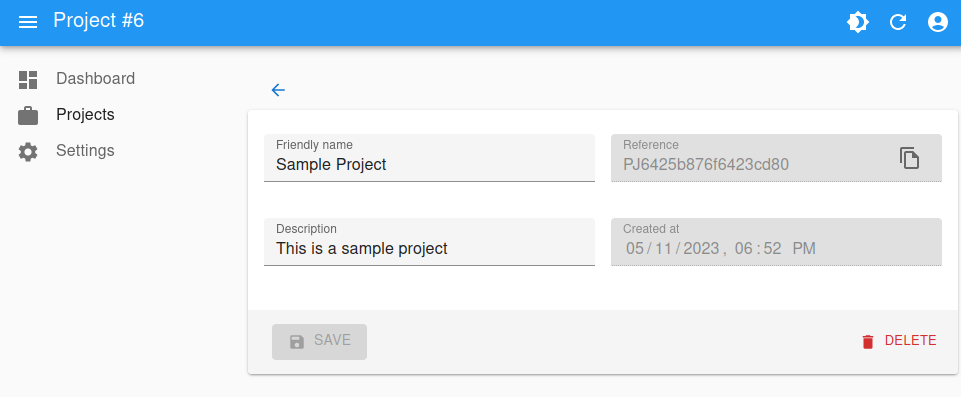 Project #6
Dashboard
Projects
Settings
Friendly name
Sample Project
Reference
PJ6425b876f6423cd80
Description
This is a sample project
Created at
05/11/2023, 06:52 PM
SAVE
DELETE